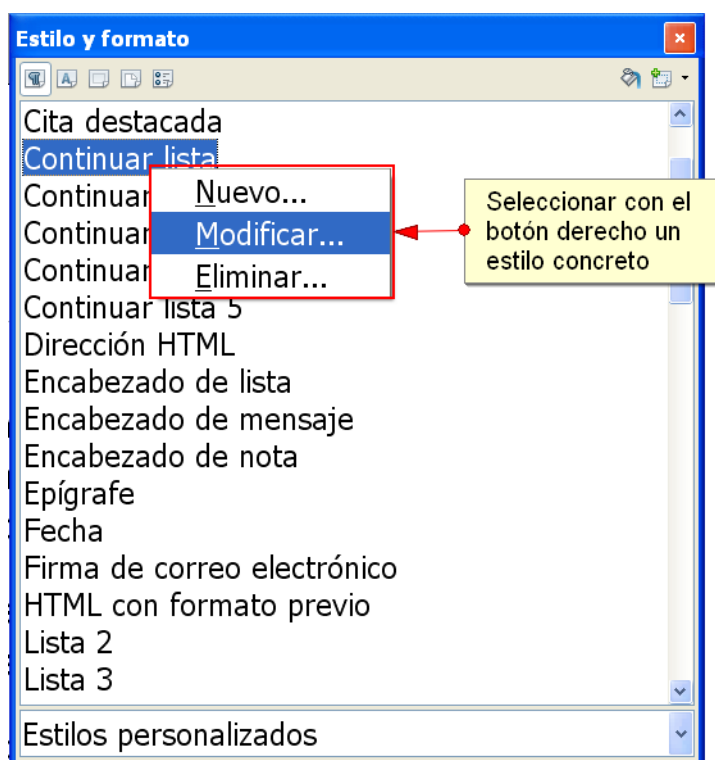 Estilo y formato
Cita destacada
Continuar lista
Continuar
Continuar
Continuar
Continuar lista 5
Nuevo...
Modificar...
Eliminar...
Seleccionar con el
botón derecho un
estilo concreto
Dirección HTML
Encabezado de lista
Encabezado de mensaje
Encabezado de nota
Epígrafe
Fecha
Firma de correo electrónico
HTML con formato previo
Lista 2
Lista 3
Estilos personalizados